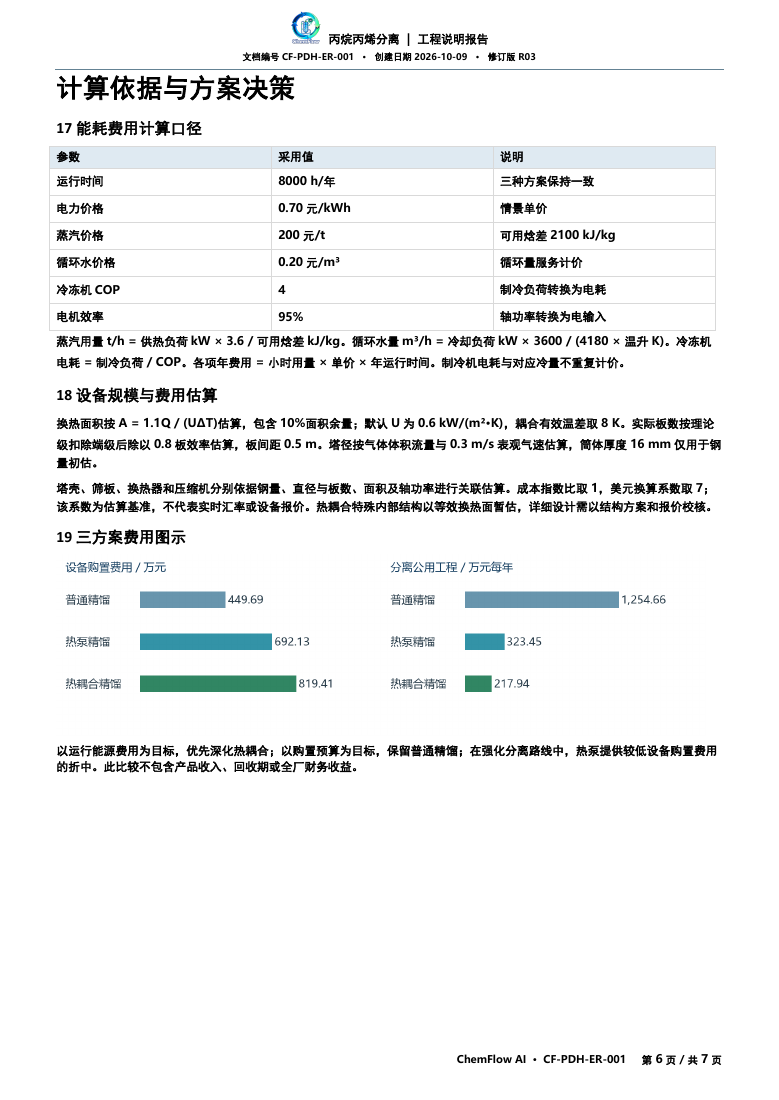 ChemFlow
丙烷丙烯分离 | 工程说明报告
文档编号 CF-PDH-ER-001 • 创建日期 2026-10-09 • 修订版 R03
计算依据与方案决策
17 能耗费用计算口径
参数 采用值 说明
运行时间 8000 h/年 三种方案保持一致
电力价格 0.70 元/kWh 情景单价
蒸汽价格 200 元/t 可用焓差 2100 kJ/kg
循环水价格 0.20 元/m³ 循环量服务计价
冷冻机 COP 4 制冷负荷转换为电耗
电机效率 95% 轴功率转换为电输入
蒸汽用量 t/h = 供热负荷 kW × 3.6 / 可用焓差 kJ/kg。循环水量 m³/h = 冷却负荷 kW × 3600 / (4180 × 温升 K)。冷冻机
电耗 = 制冷负荷 / COP。各项年费用 = 小时用量 × 单价 × 年运行时间。制冷机电耗与对应冷量不重复计价。
18 设备规模与费用估算
换热面积按 A = 1.1Q / (UΔT)估算，包含 10%面积余量；默认 U 为 0.6 kW/(m²•K)，耦合有效温差取 8 K。实际板数按理论
级扣除端级后除以 0.8 板效率估算，板间距 0.5 m。塔径按气体体积流量与 0.3 m/s 表观气速估算，筒体厚度 16 mm 仅用于钢
量初估。
塔壳、筛板、换热器和压缩机分别依据钢量、直径与板数、面积及轴功率进行关联估算。成本指数比取 1，美元换算系数取 7；
该系数为估算基准，不代表实时汇率或设备报价。热耦合特殊内部结构以等效换热面暂估，详细设计需以结构方案和报价校核。
19 三方案费用图示
设备购置费用 / 万元 分离公用工程 / 万元每年
普通精馏 449.69 普通精馏 1,254.66
热泵精馏 692.13 热泵精馏 323.45
热耦合精馏 819.41 热耦合精馏 217.94
以运行能源费用为目标，优先深化热耦合；以购置预算为目标，保留普通精馏；在强化分离路线中，热泵提供较低设备购置费用
的折中。此比较不包含产品收入、回收期或全厂财务收益。
ChemFlow AI • CF-PDH-ER-001 第 6 页 / 共 7 页